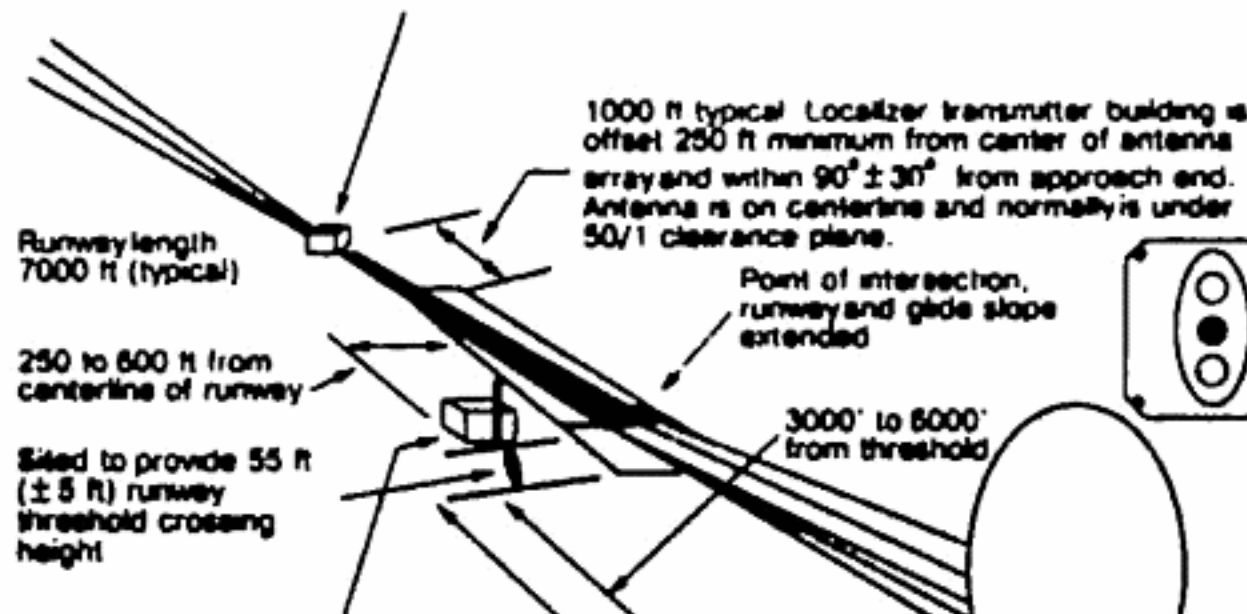 1000 ft typical Localizer transmitter building is
offset 250 ft minimum from center of antenna
array and within 90° ± 30° from approach end.
Antenna is on centerline and normally is under
50/1 clearance plane.
Runway length
7000 ft (typical)
Point of intersection,
runway and glide slope
extended
250 to 600 ft from
centerline of runway
3000' to 6000'
from threshold
Sited to provide 55 ft
(± 5 ft) runway
threshold crossing
height